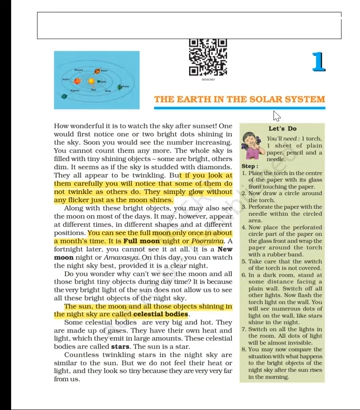 1
THE EARTH IN THE SOLAR SYSTEM
How wonderful it is to watch the sky after sunset! One
would first notice one or two bright dots shining in
the sky. Soon you would see the number increasing.
You cannot count them any more. The whole sky is
filled with tiny shining objects – some are bright, others
dim. It seems as if the sky is studded with diamonds.
They all appear to be twinkling. But if you look at
them carefully you will notice that some of them do
not twinkle as others do. They simply glow without
any flicker just as the moon shines.
Along with these bright objects, you may also see
the moon on most of the days. It may, however, appear
at different times, in different shapes and at different
positions. You can see the full moon only once in about
a month's time. It is Full moon night or Poornima. A
fortnight later, you cannot see it at all. It is a New
moon night or Amavasya. On this day, you can watch
the night sky best, provided it is a clear night.
Do you wonder why can't we see the moon and all
those bright tiny objects during day time? It is because
the very bright light of the sun does not allow us to see
all these bright objects of the night sky.
The sun, the moon and all those objects shining in
the night sky are called celestial bodies.
Some celestial bodies are very big and hot. They
are made up of gases. They have their own heat and
light, which they emit in large amounts. These celestial
bodies are called stars. The sun is a star.
Countless twinkling stars in the night sky are
similar to the sun. But we do not feel their heat or
light, and they look so tiny because they are very very far
from us.
Let's Do
You'll need : 1 torch,
1 sheet of plain
paper, pencil and a
needle.
Step :
1. Place the torch in the centre
of the paper with its glass
front touching the paper.
2. Now draw a circle around
the torch.
3. Perforate the paper with the
needle within the circled
area.
4. Now place the perforated
circle part of the paper on
the glass front and wrap the
paper around the torch
with a rubber band.
5. Take care that the switch
of the torch is not covered.
6. In a dark room, stand at
some distance facing a
plain wall. Switch off all
other lights. Now flash the
torch light on the wall. You
will see numerous dots of
light on the wall, like stars
shine in the night.
7. Switch on all the lights in
the room. All dots of light
will be almost invisible.
8. You may now compare the
situation with what happens
to the bright objects of the
night sky after the sun rises
in the morning.